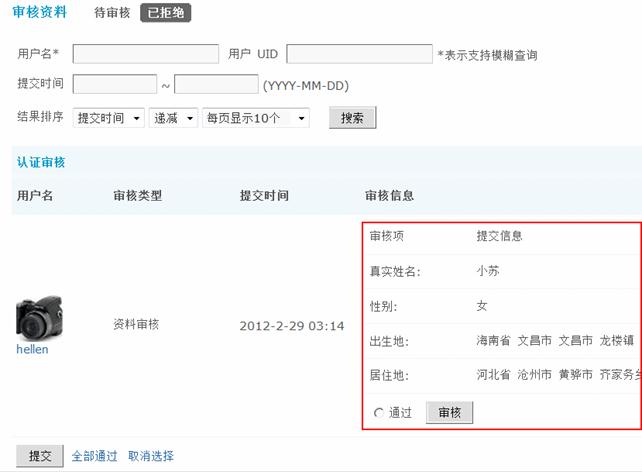 审核资料 待审核 已拒绝
用户名* 用户 UID *表示支持模糊查询
提交时间 ~ (YYYY-MM-DD)
结果排序 提交时间 递减 每页显示10个 搜索
认证审核
用户名 审核类型 提交时间 审核信息
审核项 提交信息
真实姓名: 小苏
性别: 女
hellen 资料审核 2012-2-29 03:14
出生地: 海南省 文昌市 文昌市 龙楼镇
居住地: 河北省 沧州市 黄骅市 齐家务
通过 审核
提交 全部通过 取消选择